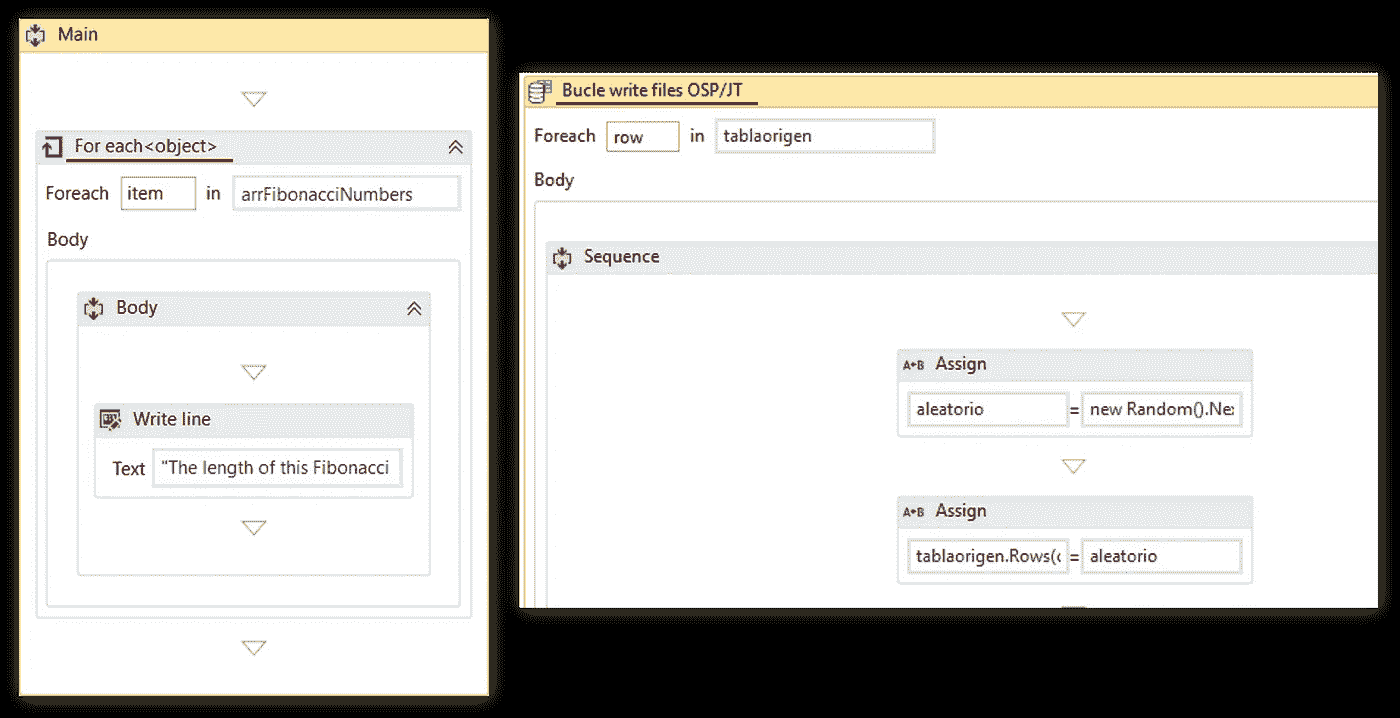 Main
For each<object>
Foreach item in arrFibonacciNumbers
Body
Body
Write line
Text "The length of this Fibonacci
Bucle write files OSP/JT
Foreach row in tablaorigen
Body
Sequence
A+B Assign
aleatorio = new Random().Nex
A+B Assign
tablaorigen.Rows(c = aleatorio